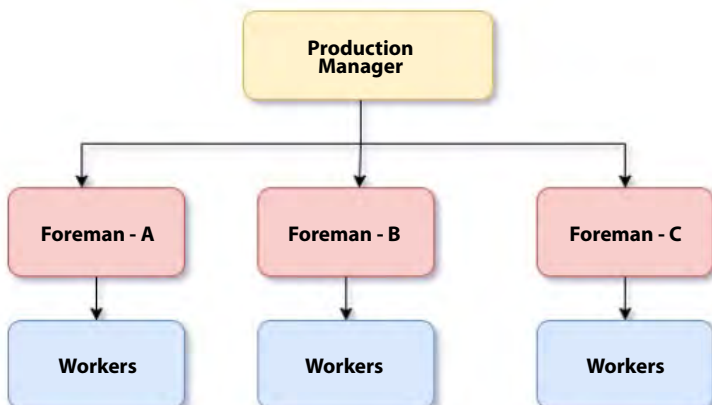 Production
Manager
Foreman - A
Foreman - B
Foreman - C
Workers
Workers
Workers